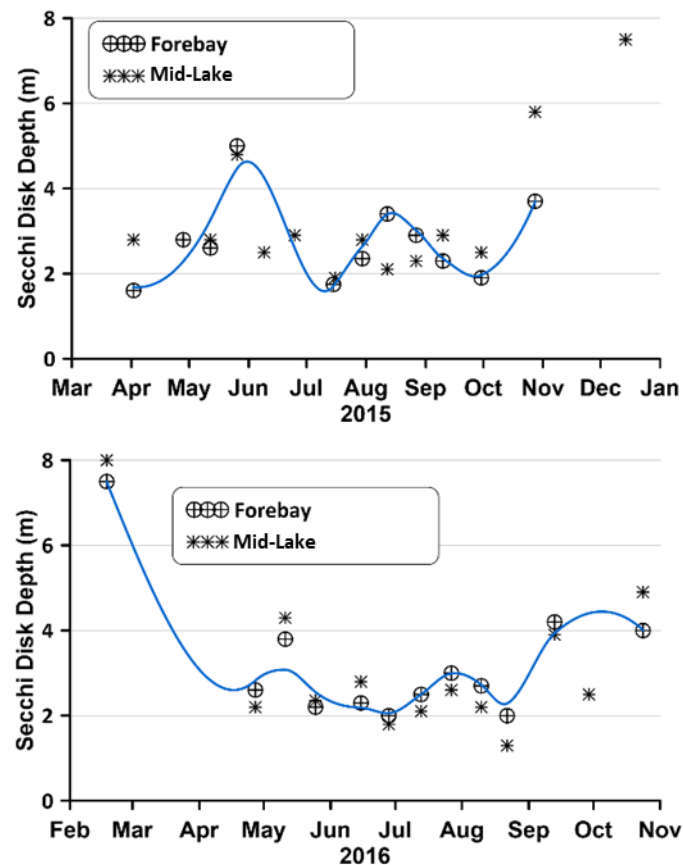 8
Forebay
Mid-Lake
6
4
2
0
Secchi Disk Depth (m)
Mar Apr May Jun Jul Aug Sep Oct Nov Dec Jan
2015
8
Forebay
Mid-Lake
6
4
2
0
Secchi Disk Depth (m)
Feb Mar Apr May Jun Jul Aug Sep Oct Nov
2016